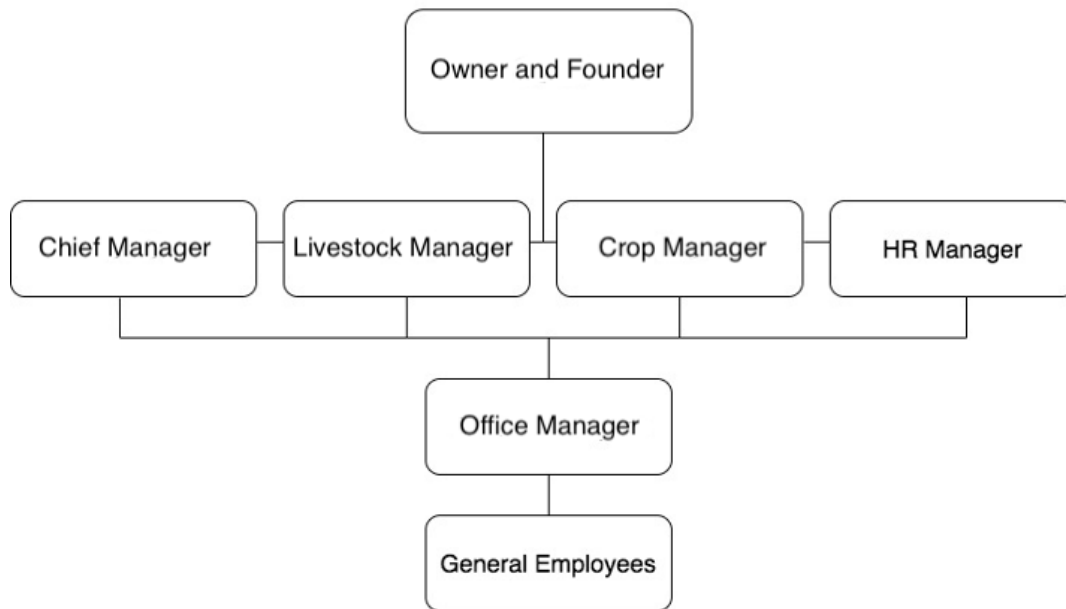 Owner and Founder
Chief Manager
Livestock Manager
Crop Manager
HR Manager
Office Manager
General Employees